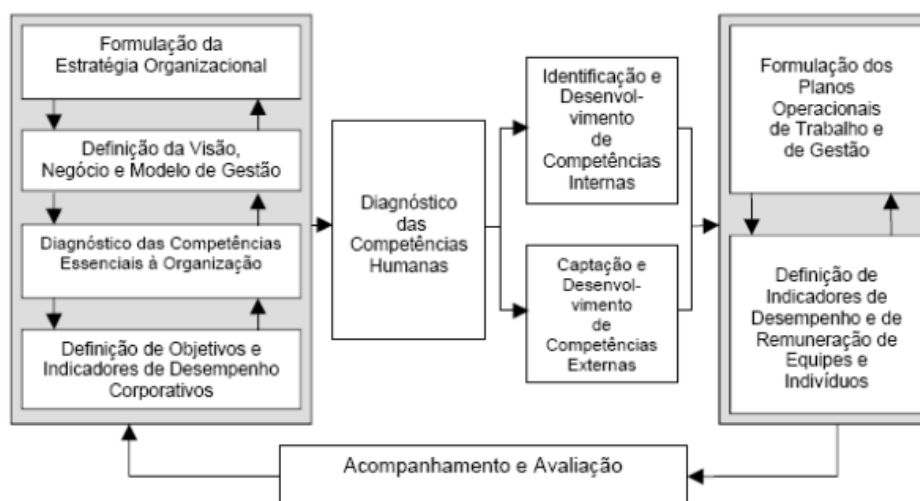 Formulação da
Estratégia Organizacional
Definição da Visão,
Negócio e Modelo de Gestão
Diagnóstico das Competências
Essenciais à Organização
Definição de Objetivos e
Indicadores de Desempenho
Corporativos
Diagnóstico
das
Competências
Humanas
Identificação e
Desenvol-
vimento
de
Competências
Internas
Captação e
Desenvol-
vimento
de
Competências
Externas
Formulação dos
Planos
Operacionais
de Trabalho e
de Gestão
Definição de
Indicadores de
Desempenho e de
Remuneração de
Equipes e
Indivíduos
Acompanhamento e Avaliação